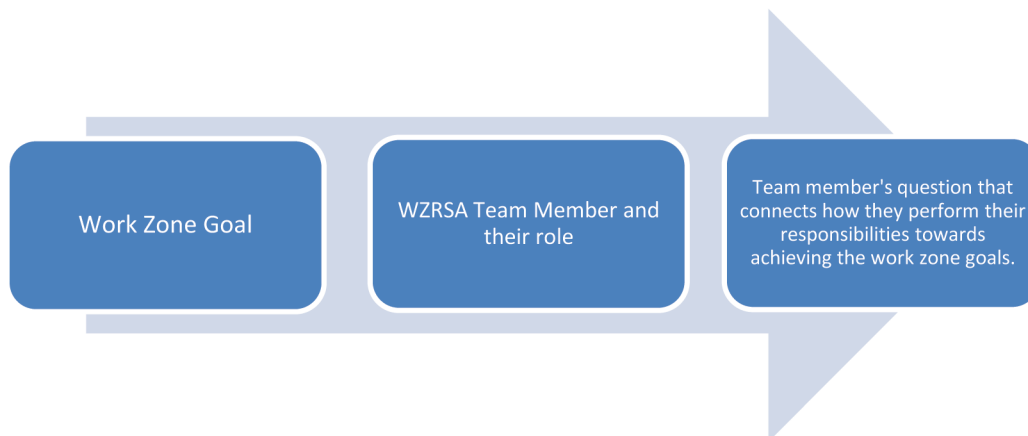 Work Zone Goal
WZRSA Team Member and
their role
Team member's question that
connects how they perform their
responsibilities towards
achieving the work zone goals.